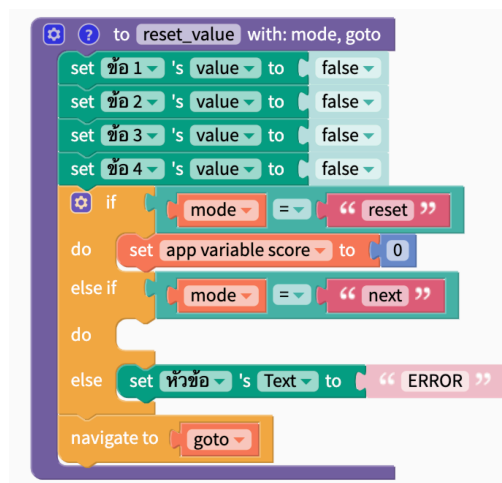 ? to reset_value with: mode, goto
set ข้อ 1 's value to false
set ข้อ 2 's value to false
set ข้อ 3 's value to false
set ข้อ 4 's value to false
if mode = “ reset ”
do set app variable score to 0
else if mode = “ next ”
do
else set หัวข้อ 's Text to “ ERROR ”
navigate to goto